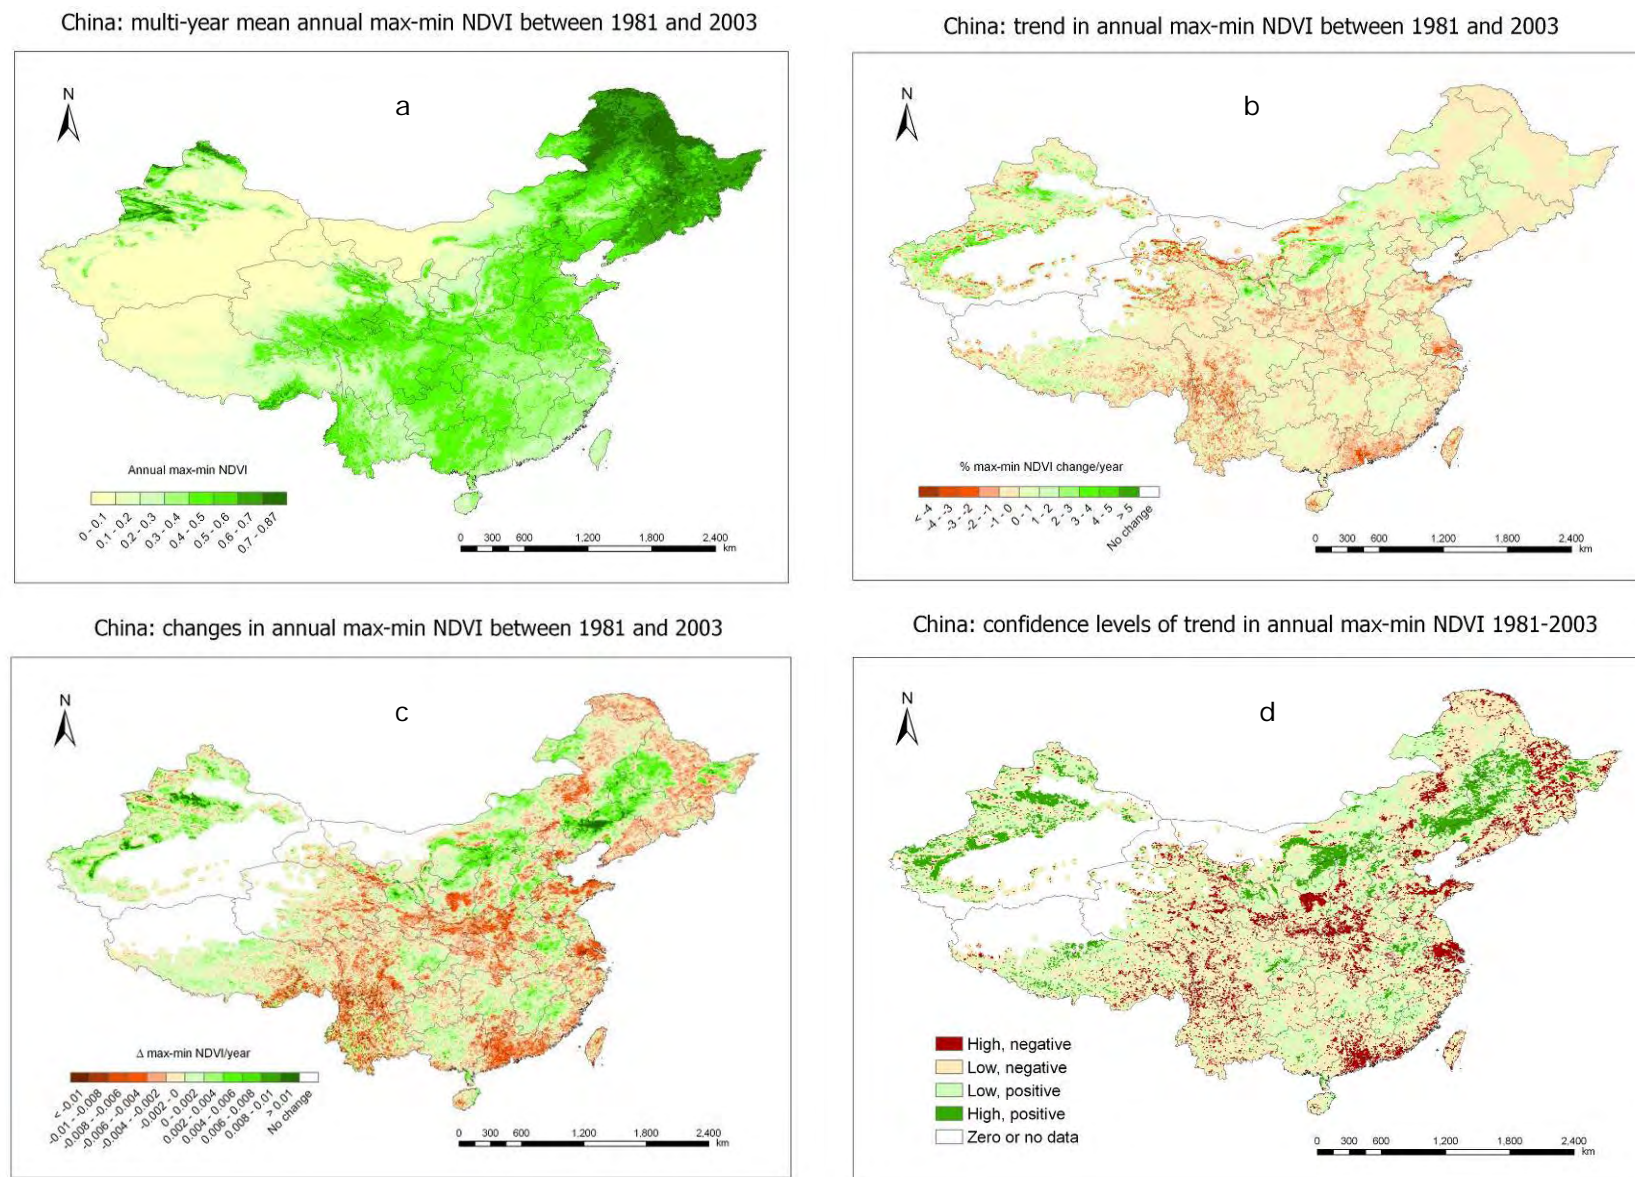 China: multi-year mean annual max-min NDVI between 1981 and 2003
N
a
Annual max-min NDVI
0 - 0.1
0.1 - 0.2
0.2 - 0.3
0.3 - 0.4
0.4 - 0.5
0.5 - 0.6
0.6 - 0.7
0.7 - 0.87
0 300 600 1,200 1,800 2,400
km
China: trend in annual max-min NDVI between 1981 and 2003
N
b
% max-min NDVI change/year
< -4
-4 - -3
-3 - -2
-2 - -1
-1 - 0
0 - 1
1 - 2
2 - 3
3 - 4
4 - 5
> 5
No change
0 300 600 1,200 1,800 2,400
km
China: changes in annual max-min NDVI between 1981 and 2003
N
c
Δ max-min NDVI/year
< -0.01
-0.01 - -0.008
-0.008 - -0.006
-0.006 - -0.004
-0.004 - -0.002
-0.002 - 0
0 - 0.002
0.002 - 0.004
0.004 - 0.006
0.006 - 0.008
0.008 - 0.01
> 0.01
No change
0 300 600 1,200 1,800 2,400
km
China: confidence levels of trend in annual max-min NDVI 1981-2003
N
d
High, negative
Low, negative
Low, positive
High, positive
Zero or no data
0 300 600 1,200 1,800 2,400
km